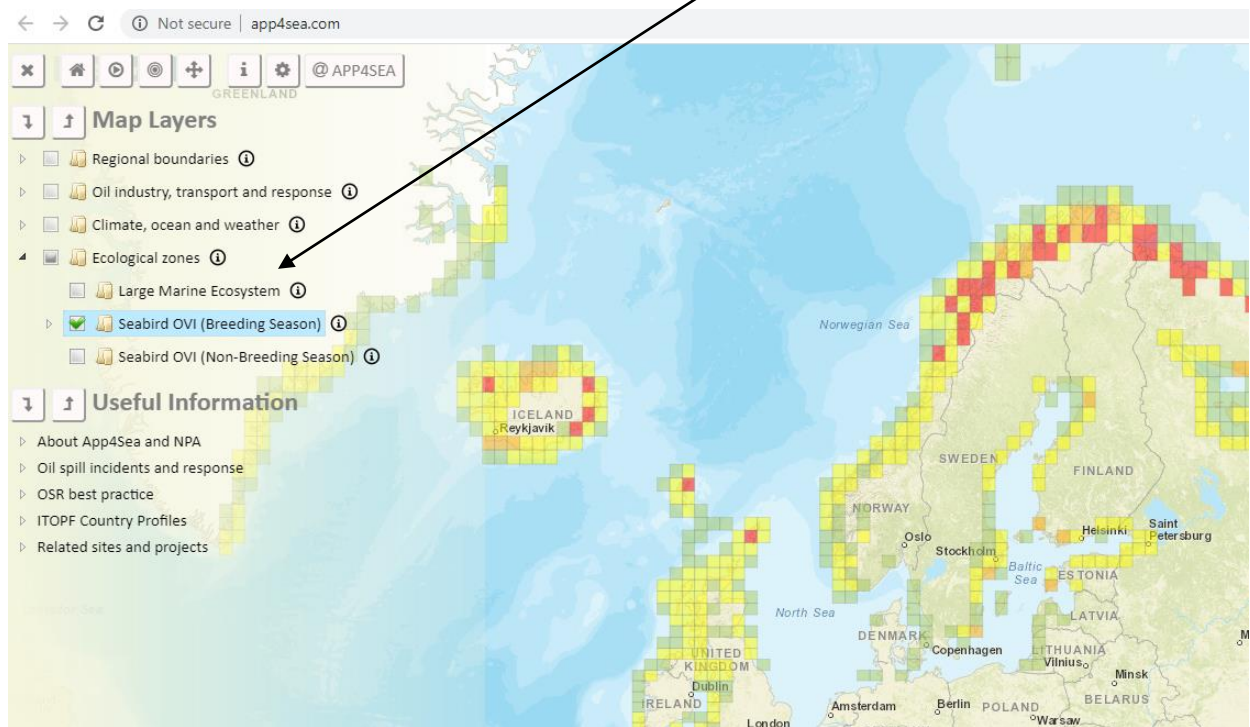 Not secure | app4sea.com
@ APP4SEA
GREENLAND
Map Layers
Regional boundaries
Oil industry, transport and response
Climate, ocean and weather
Ecological zones
Large Marine Ecosystem
Seabird OVI (Breeding Season)
Seabird OVI (Non-Breeding Season)
Useful Information
About App4Sea and NPA
Oil spill incidents and response
OSR best practice
ITOPF Country Profiles
Related sites and projects
Norwegian Sea
ICELAND
Reykjavik
SWEDEN
FINLAND
NORWAY
Oslo
Helsinki
Saint
Petersburg
Stockholm
Baltic
Sea
ESTONIA
North Sea
LATVIA
DENMARK
Copenhagen
LITHUANIA
Vilnius
UNITED
KINGDOM
Minsk
Dublin
IRELAND
Amsterdam
Berlin
POLAND
BELARUS
London
Warsaw